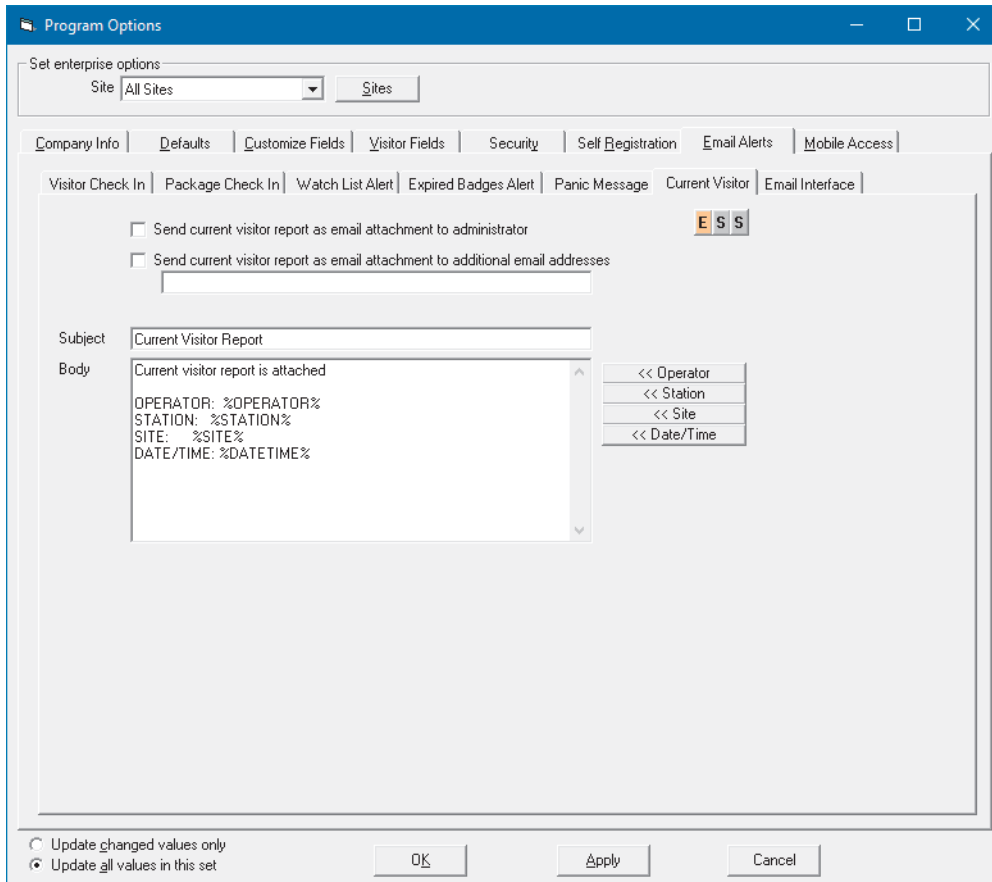 Program Options
Set enterprise options
Site All Sites Sites
Company Info Defaults Customize Fields Visitor Fields Security Self Registration Email Alerts Mobile Access
Visitor Check In Package Check In Watch List Alert Expired Badges Alert Panic Message Current Visitor Email Interface
Send current visitor report as email attachment to administrator E S S
Send current visitor report as email attachment to additional email addresses
Subject Current Visitor Report
Body Current visitor report is attached << Operator
<< Station
OPERATOR: %OPERATOR% << Site
STATION: %STATION% << Date/Time
SITE: %SITE%
DATE/TIME: %DATETIME%
Update changed values only
Update all values in this set OK Apply Cancel